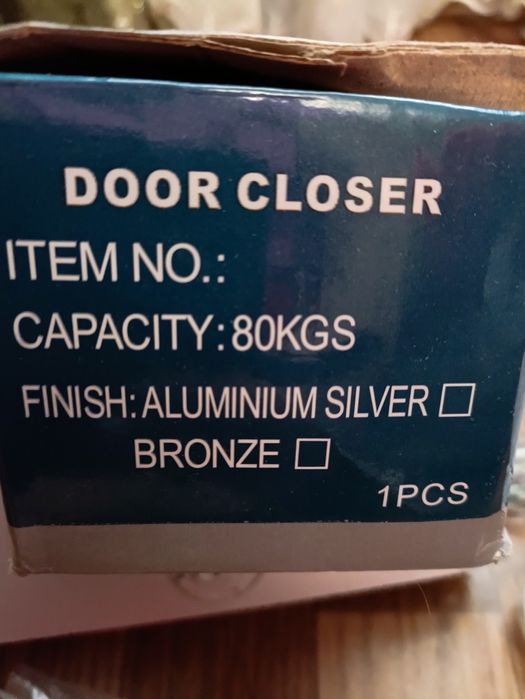 DOOR CLOSER
ITEM NO.:
CAPACITY: 80KGS
FINISH: ALUMINIUM SILVER
BRONZE
1PCS